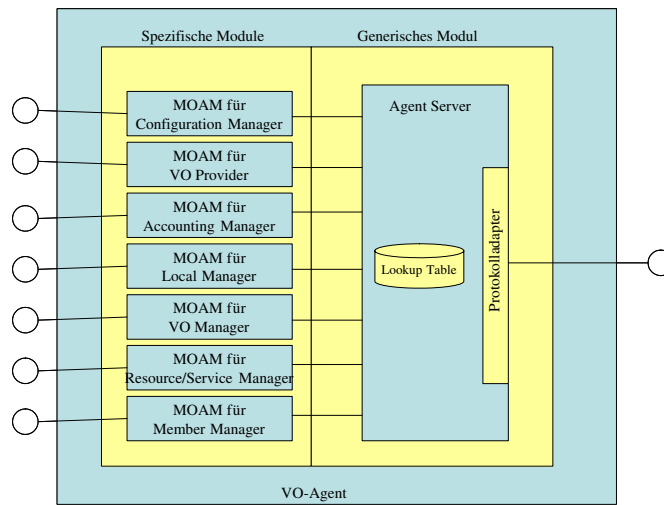 Spezifische Module
Generisches Modul
MOAM für
Configuration Manager
MOAM für
VO Provider
MOAM für
Accounting Manager
MOAM für
Local Manager
MOAM für
VO Manager
MOAM für
Resource/Service Manager
MOAM für
Member Manager
Agent Server
Lookup Table
Protokolladapter
VO-Agent